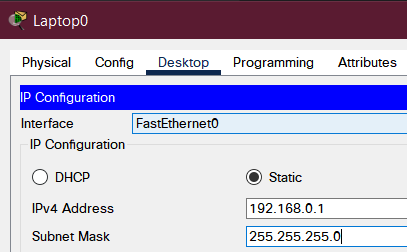 Laptop0
Physical Config Desktop Programming Attributes
IP Configuration
Interface FastEthernet0
IP Configuration
DHCP Static
IPv4 Address 192.168.0.1
Subnet Mask 255.255.255.0